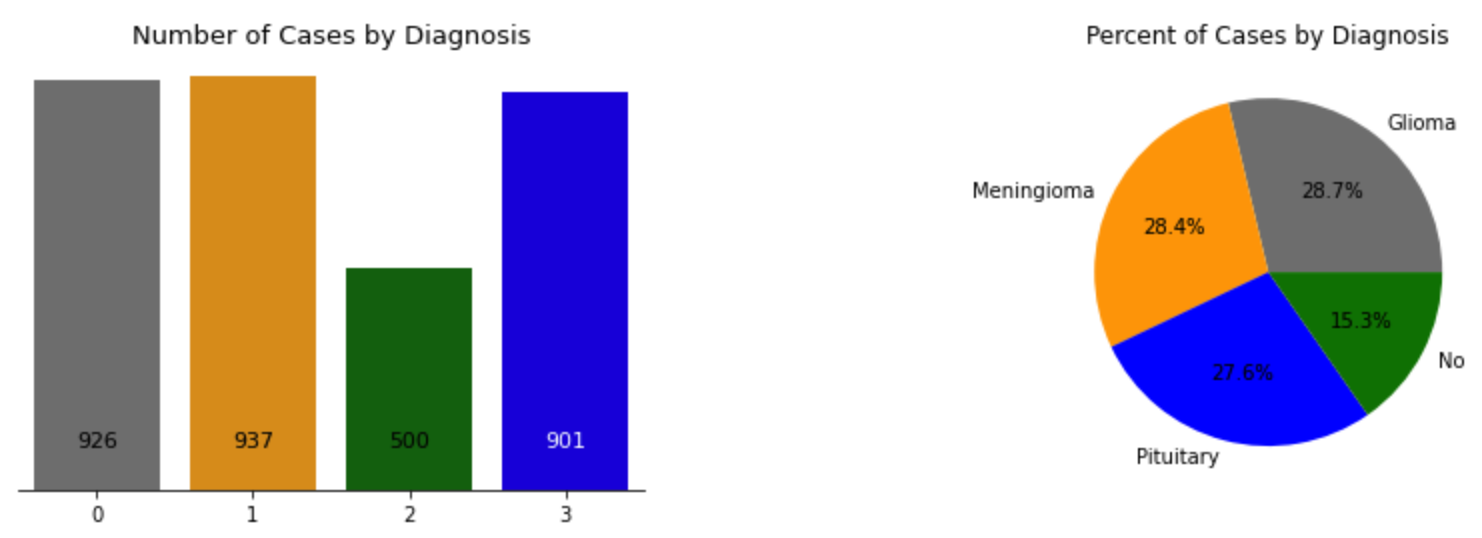 Number of Cases by Diagnosis
926
937
500
901
0
1
2
3
Percent of Cases by Diagnosis
Glioma
28.7%
Meningioma
28.4%
15.3%
No
27.6%
Pituitary